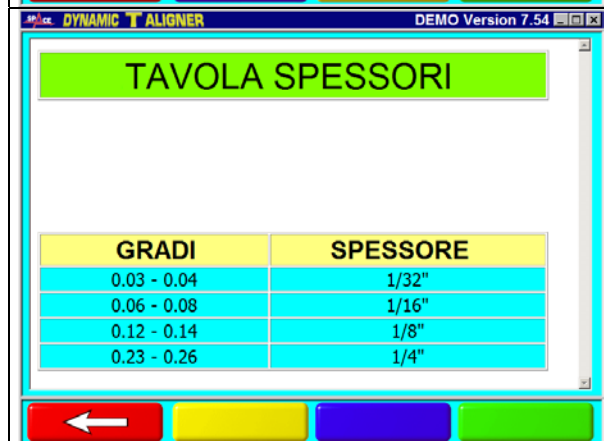 space DYNAMIC T ALIGNER DEMO Version 7.54
TAVOLA SPESSORI
GRADI SPESSORE
0.03 - 0.04 1/32"
0.06 - 0.08 1/16"
0.12 - 0.14 1/8"
0.23 - 0.26 1/4"